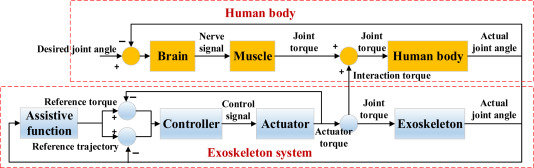 Human body
Desired joint angle
−
+
Brain
Nerve
signal
Muscle
Joint
torque
+
+
Joint
torque
Human body
Actual
joint angle
Interaction torque
Assistive
function
Reference torque
−
+
+
Reference trajectory
−
Controller
Control
signal
Actuator
Actuator
torque
Joint
torque
Exoskeleton
Actual
joint angle
Exoskeleton system